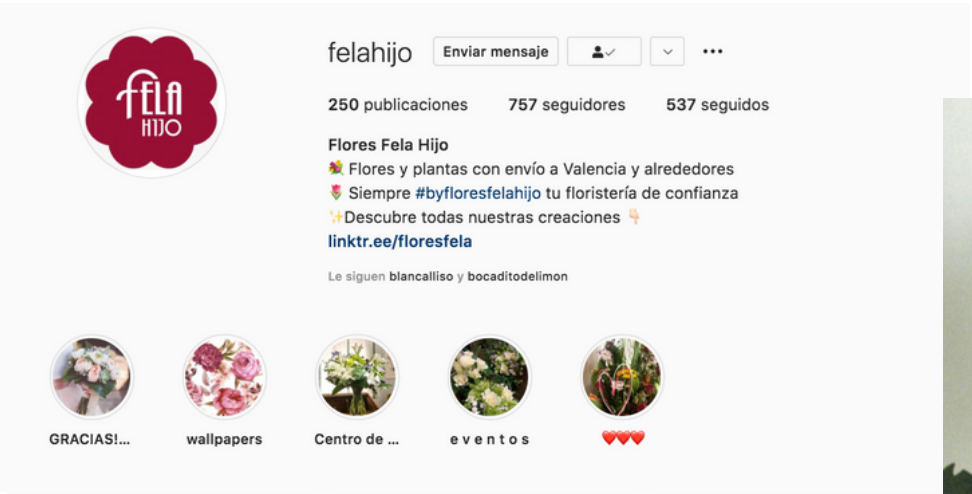 FELA
HIJO
felahijo Enviar mensaje
250 publicaciones 757 seguidores 537 seguidos
Flores Fela Hijo
💐 Flores y plantas con envío a Valencia y alrededores
🌷 Siempre #byfloresfelahijo tu floristería de confianza
✨Descubre todas nuestras creaciones 👇🏻
linktr.ee/floresfela
Le siguen blancalliso y bocaditodelimon
GRACIAS!... wallpapers Centro de ... e v e n t o s ❤️❤️❤️